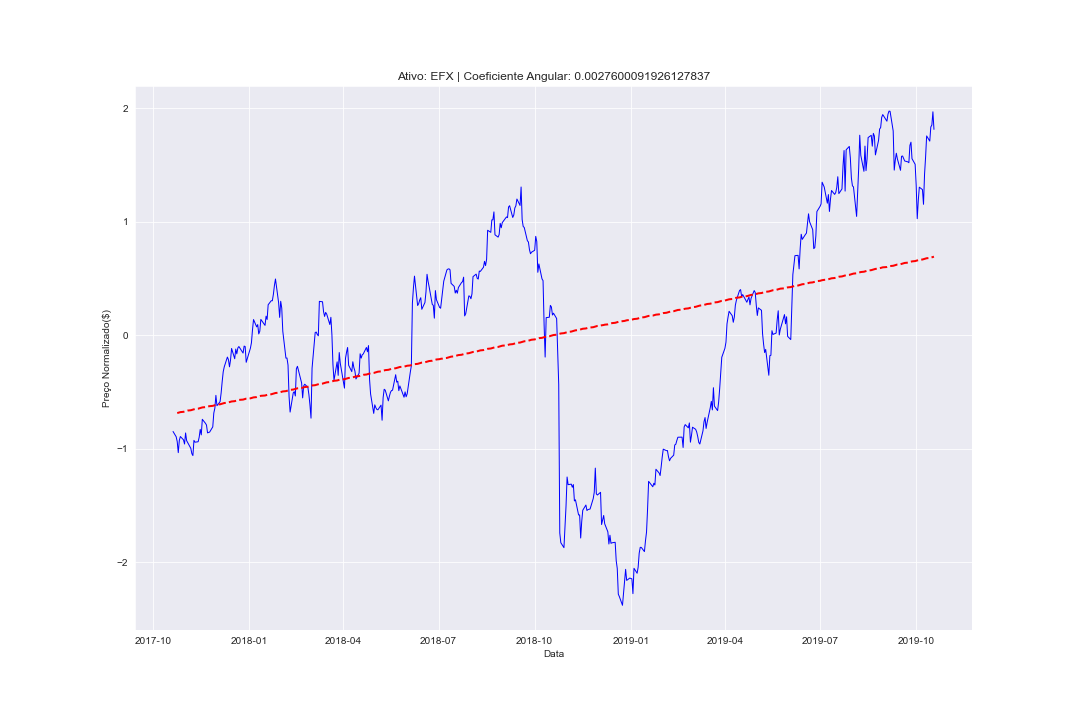 Ativo: EFX | Coeficiente Angular: 0.0027600091926127837
Preço Normalizado($)
2
1
0
−1
−2
2017-10 2018-01 2018-04 2018-07 2018-10 2019-01 2019-04 2019-07 2019-10
Data